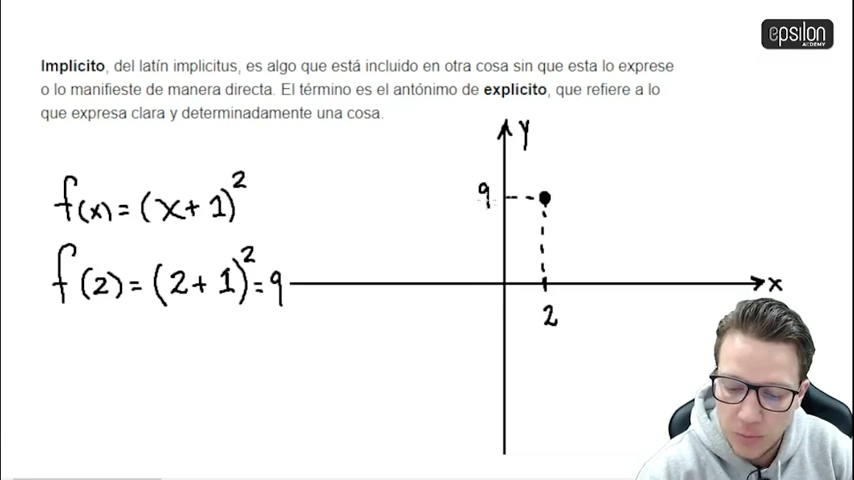 epsilon
ACADEMY
Implícito, del latín implicitus, es algo que está incluido en otra cosa sin que esta lo exprese
o lo manifieste de manera directa. El término es el antónimo de explícito, que refiere a lo
que expresa clara y determinadamente una cosa.
y
9
f(x) = (x+1)²
f(2) = (2+1)² = 9
x
2